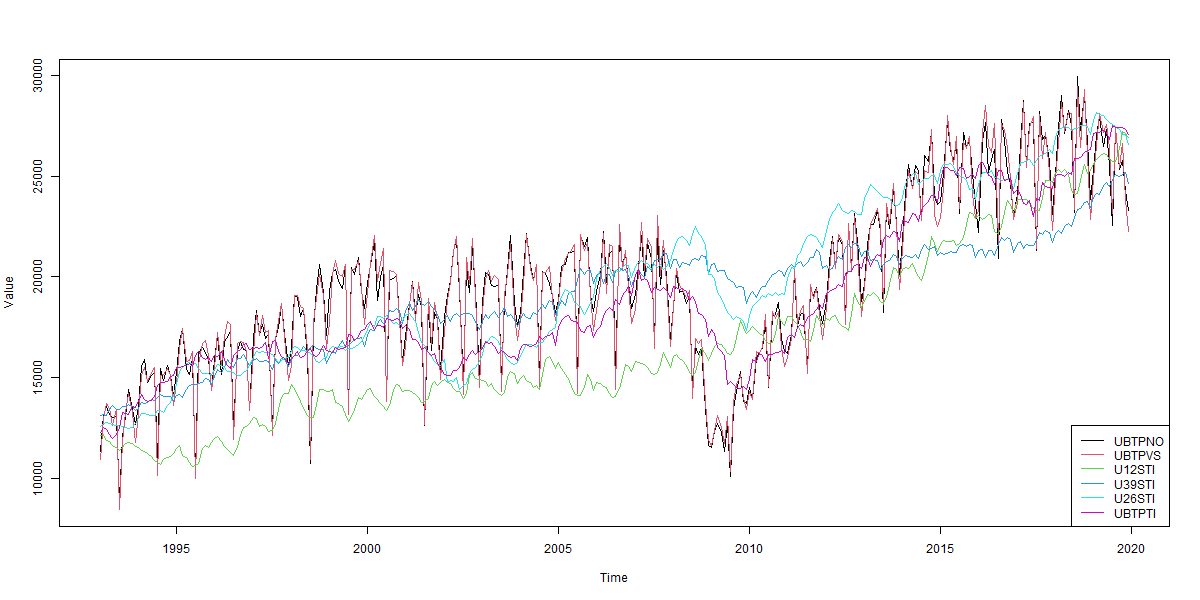 30000
25000
20000
15000
10000
Value
1995
2000
2005
2010
2015
2020
Time
UBTPNO
UBTPVS
U12STI
U39STI
U26STI
UBTPTI